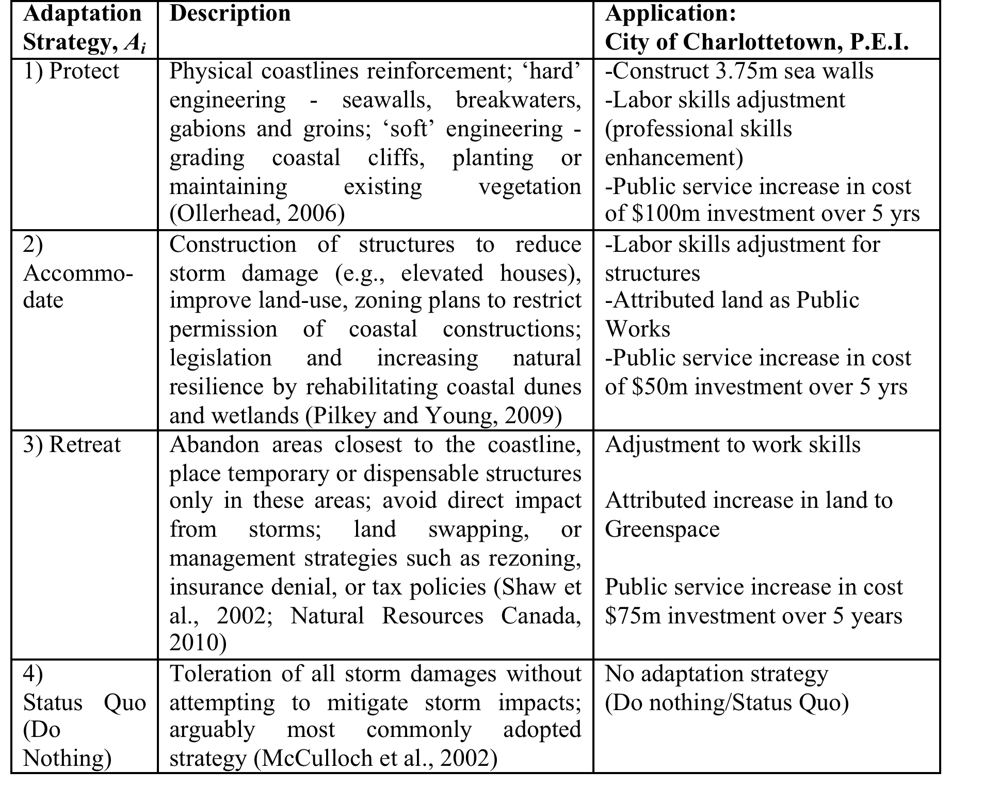 Adaptation
Strategy, Ai
Description
Application:
City of Charlottetown, P.E.I.
1) Protect
Physical coastlines reinforcement; ‘hard’
engineering - seawalls, breakwaters,
gabions and groins; ‘soft’ engineering -
grading coastal cliffs, planting or
maintaining existing vegetation
(Ollerhead, 2006)
-Construct 3.75m sea walls
-Labor skills adjustment
(professional skills
enhancement)
-Public service increase in cost
of $100m investment over 5 yrs
2)
Accommo-
date
Construction of structures to reduce
storm damage (e.g., elevated houses),
improve land-use, zoning plans to restrict
permission of coastal constructions;
legislation and increasing natural
resilience by rehabilitating coastal dunes
and wetlands (Pilkey and Young, 2009)
-Labor skills adjustment for
structures
-Attributed land as Public
Works
-Public service increase in cost
of $50m investment over 5 yrs
3) Retreat
Abandon areas closest to the coastline,
place temporary or dispensable structures
only in these areas; avoid direct impact
from storms; land swapping, or
management strategies such as rezoning,
insurance denial, or tax policies (Shaw et
al., 2002; Natural Resources Canada,
2010)
Adjustment to work skills
Attributed increase in land to
Greenspace
Public service increase in cost
$75m investment over 5 years
4)
Status Quo
(Do
Nothing)
Toleration of all storm damages without
attempting to mitigate storm impacts;
arguably most commonly adopted
strategy (McCulloch et al., 2002)
No adaptation strategy
(Do nothing/Status Quo)